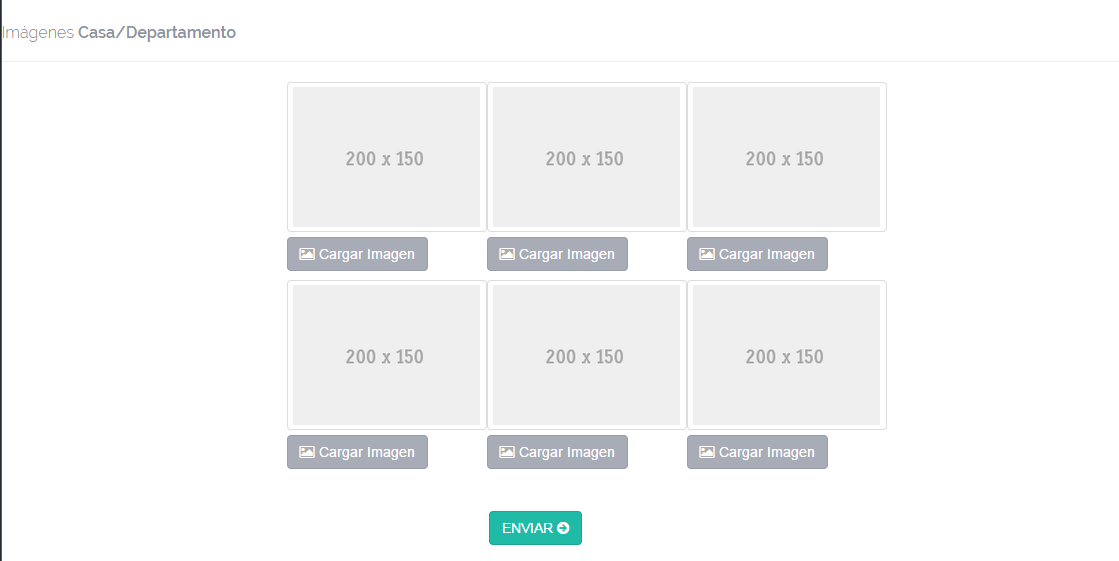 Imágenes Casa/Departamento
200 x 150 200 x 150 200 x 150
Cargar Imagen Cargar Imagen Cargar Imagen
200 x 150 200 x 150 200 x 150
Cargar Imagen Cargar Imagen Cargar Imagen
ENVIAR